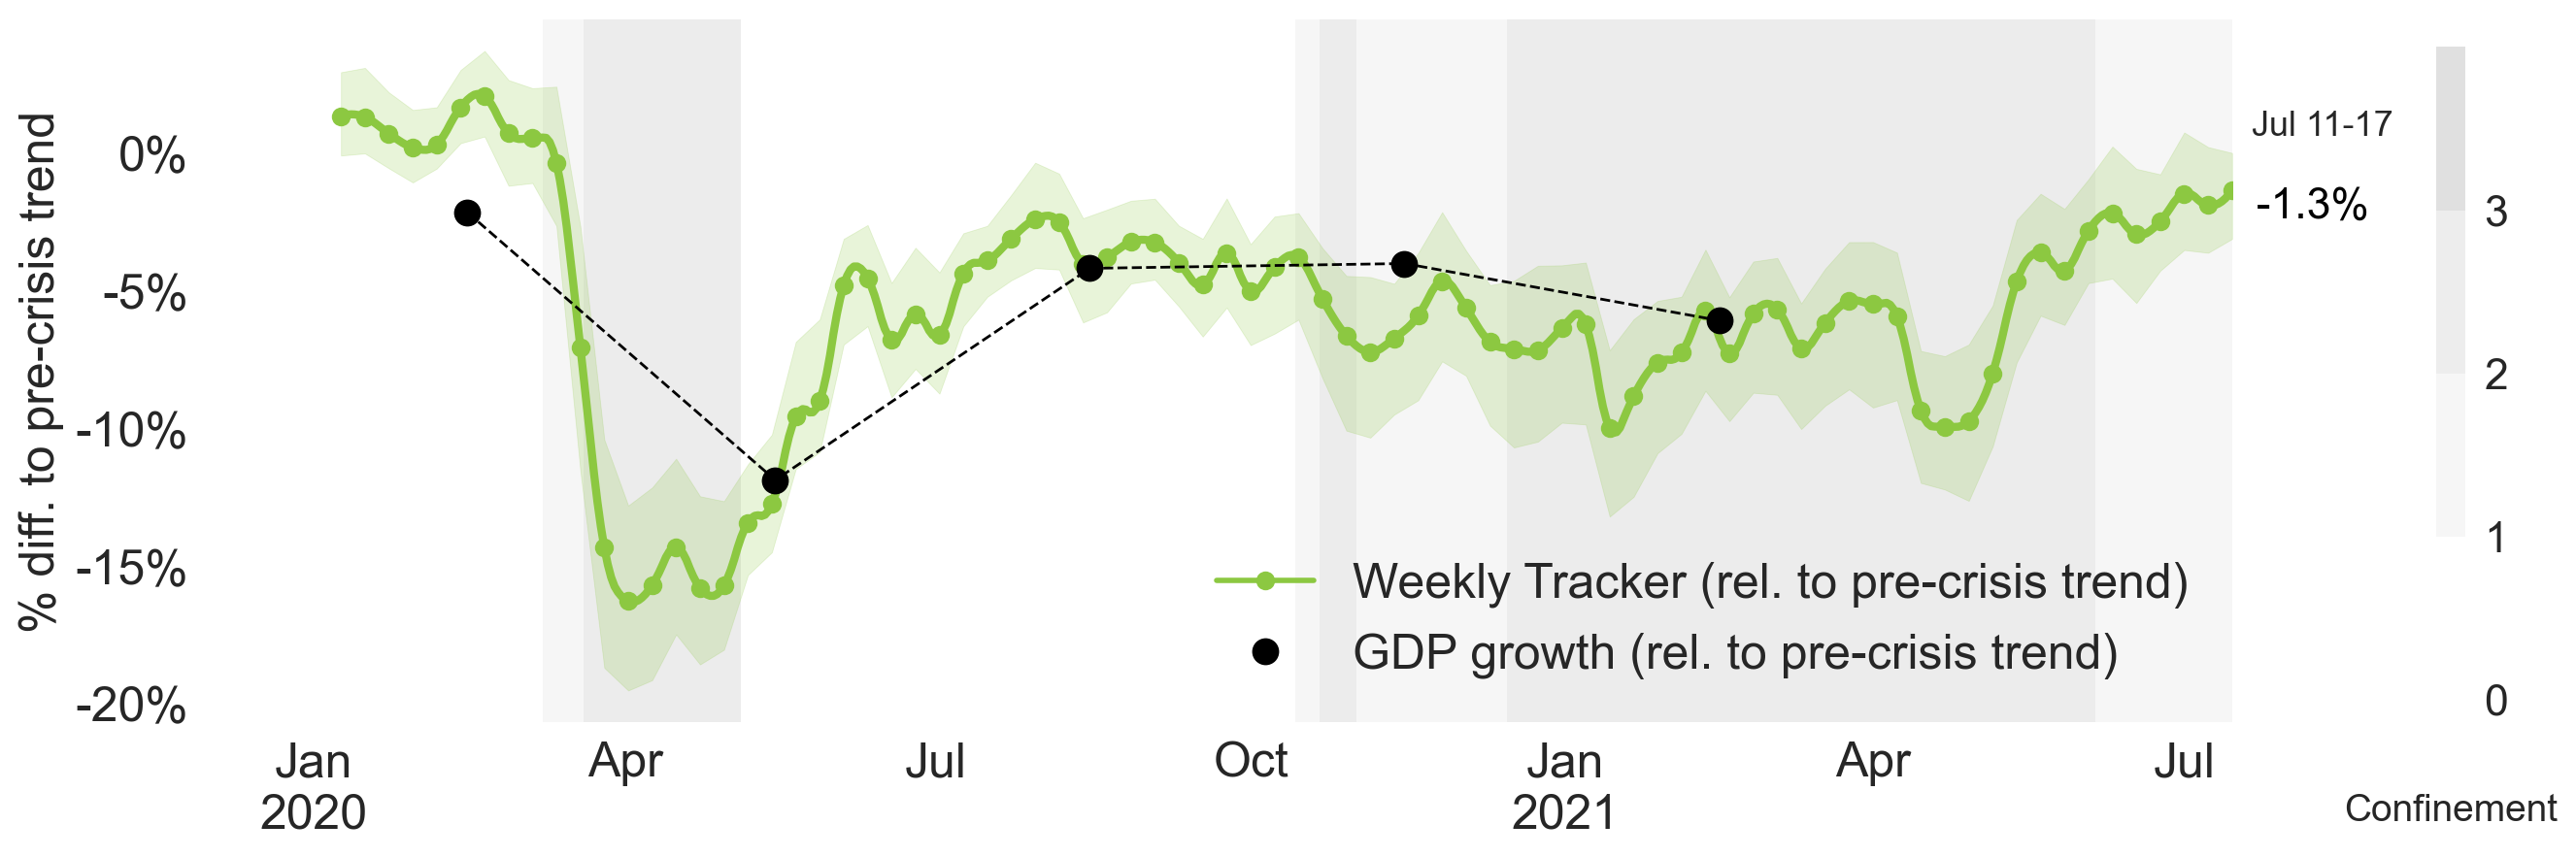 % diff. to pre-crisis trend
0%
-5%
-10%
-15%
-20%
Jan
2020
Apr
Jul
Oct
Jan
2021
Apr
Jul
Weekly Tracker (rel. to pre-crisis trend)
GDP growth (rel. to pre-crisis trend)
Jul 11-17
-1.3%
3
2
1
0
Confinement